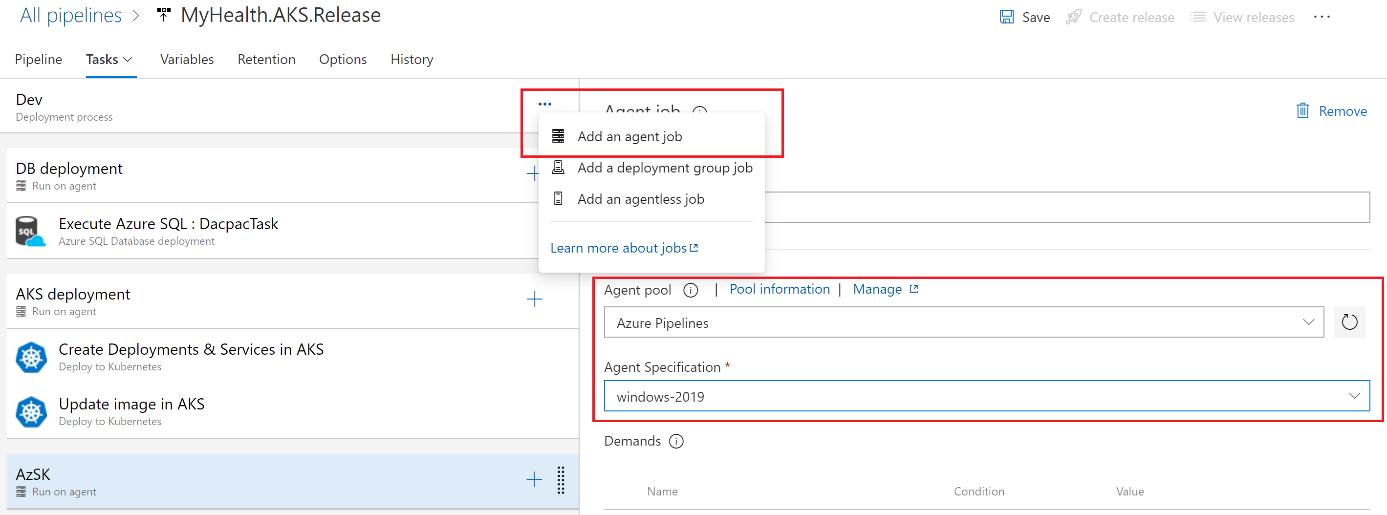 All pipelines > MyHealth.AKS.Release
Save Create release View releases ...
Pipeline Tasks Variables Retention Options History
Dev
Deployment process
DB deployment
Run on agent
Execute Azure SQL : DacpacTask
Azure SQL Database deployment
SQL
AKS deployment
Run on agent
Create Deployments & Services in AKS
Deploy to Kubernetes
Update image in AKS
Deploy to Kubernetes
AzSK
Run on agent
Agent job
Remove
Add an agent job
Add a deployment group job
Add an agentless job
Learn more about jobs
Agent pool | Pool information | Manage
Azure Pipelines
Agent Specification *
windows-2019
Demands
Name Condition Value